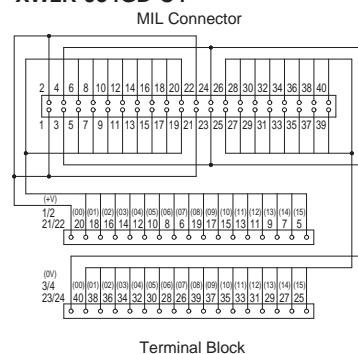 MIL Connector
2 4 6 8 10 12 14 16 18 20 22 24 26 28 30 32 34 36 38 40
1 3 5 7 9 11 13 15 17 19 21 23 25 27 29 31 33 35 37 39
(+V)
1/2 (00) (01) (02) (03) (04) (05) (06) (07) (08) (09) (10) (11) (12) (13) (14) (15)
21/22 20 18 16 14 12 10 8 6 19 17 15 13 11 9 7 5
(0V)
3/4 (00) (01) (02) (03) (04) (05) (06) (07) (08) (09) (10) (11) (12) (13) (14) (15)
23/24 40 38 36 34 32 30 28 26 39 37 35 33 31 29 27 25
Terminal Block